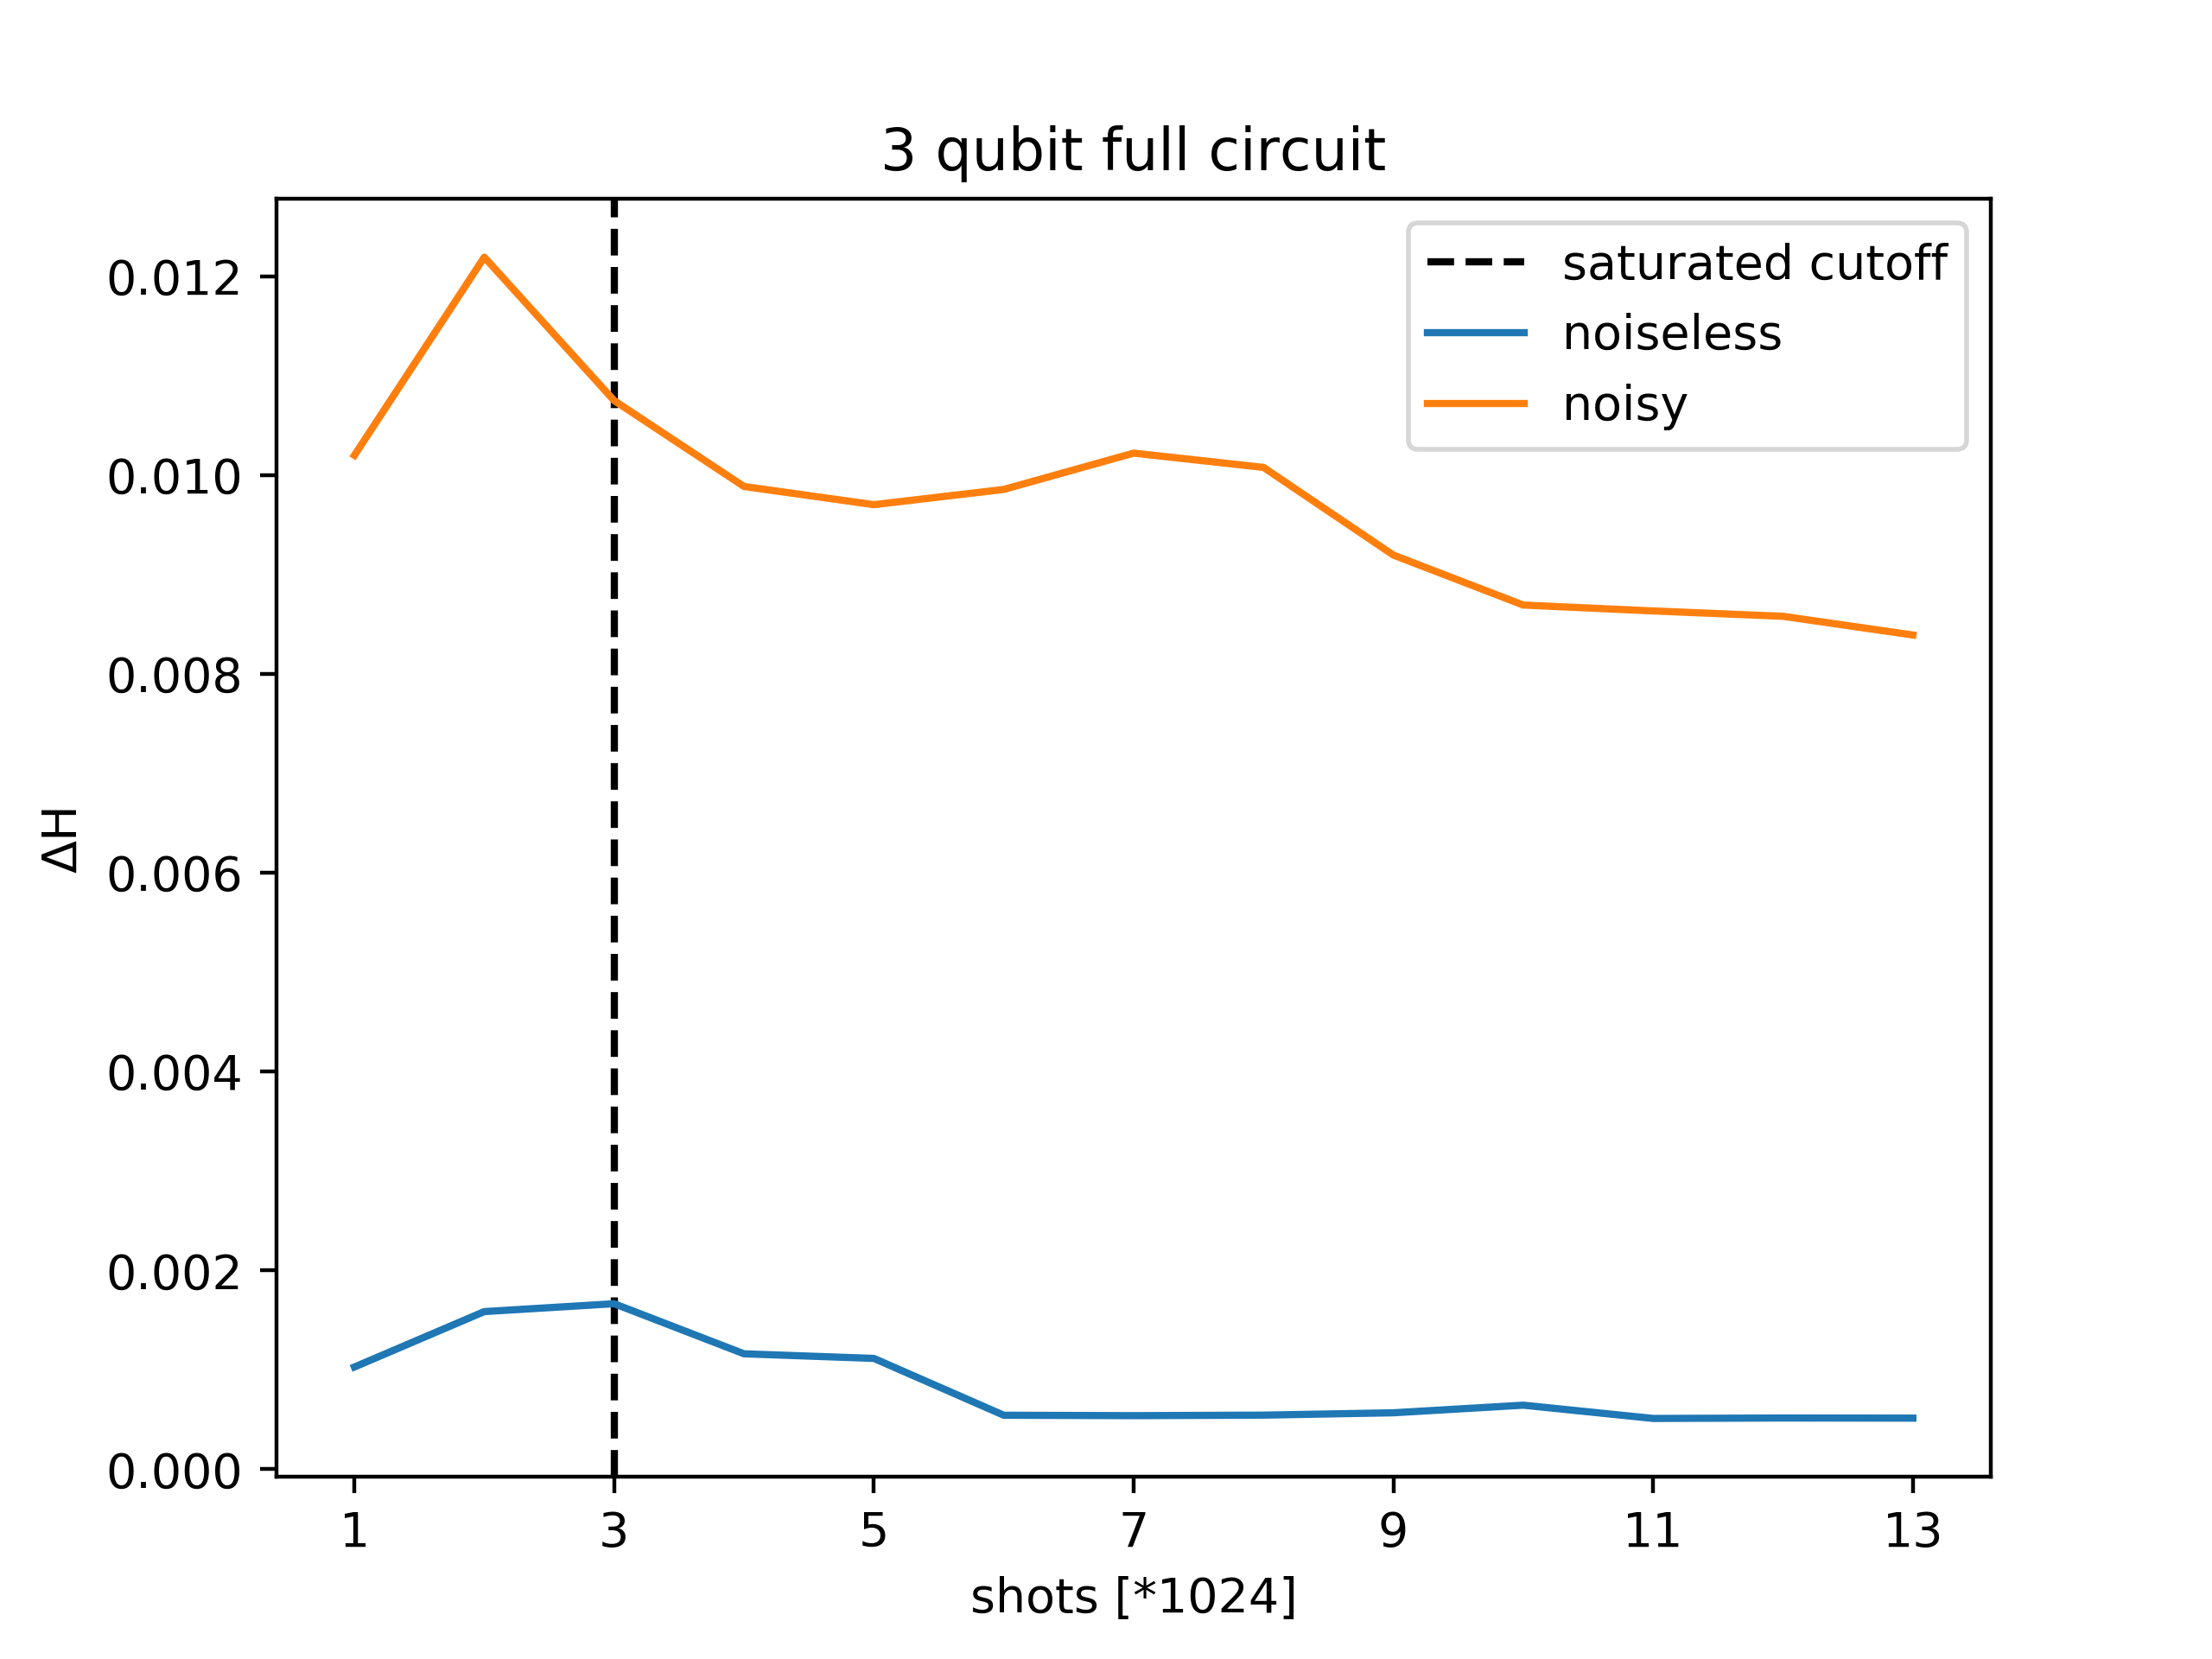 3 qubit full circuit
saturated cutoff
noiseless
noisy
0.012
0.010
0.008
0.006
0.004
0.002
0.000
ΔH
1 3 5 7 9 11 13
shots [*1024]